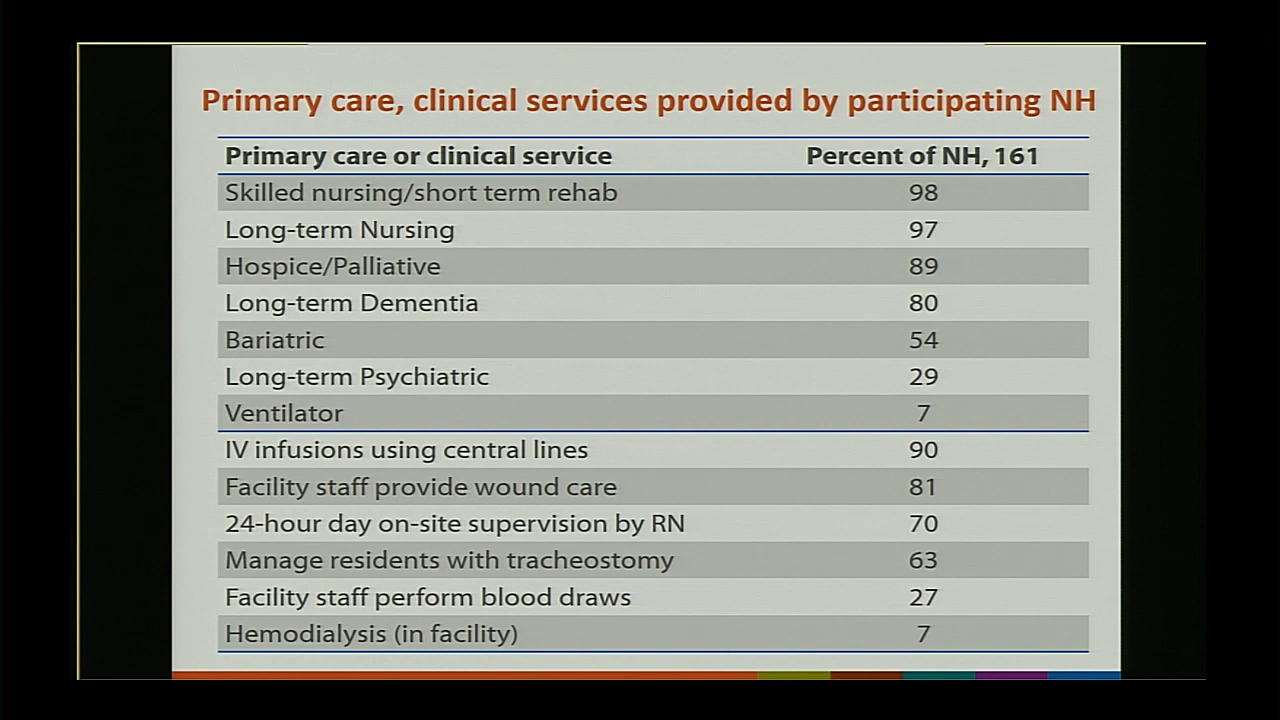 Primary care, clinical services provided by participating NH
Primary care or clinical service Percent of NH, 161
Skilled nursing/short term rehab 98
Long-term Nursing 97
Hospice/Palliative 89
Long-term Dementia 80
Bariatric 54
Long-term Psychiatric 29
Ventilator 7
IV infusions using central lines 90
Facility staff provide wound care 81
24-hour day on-site supervision by RN 70
Manage residents with tracheostomy 63
Facility staff perform blood draws 27
Hemodialysis (in facility) 7